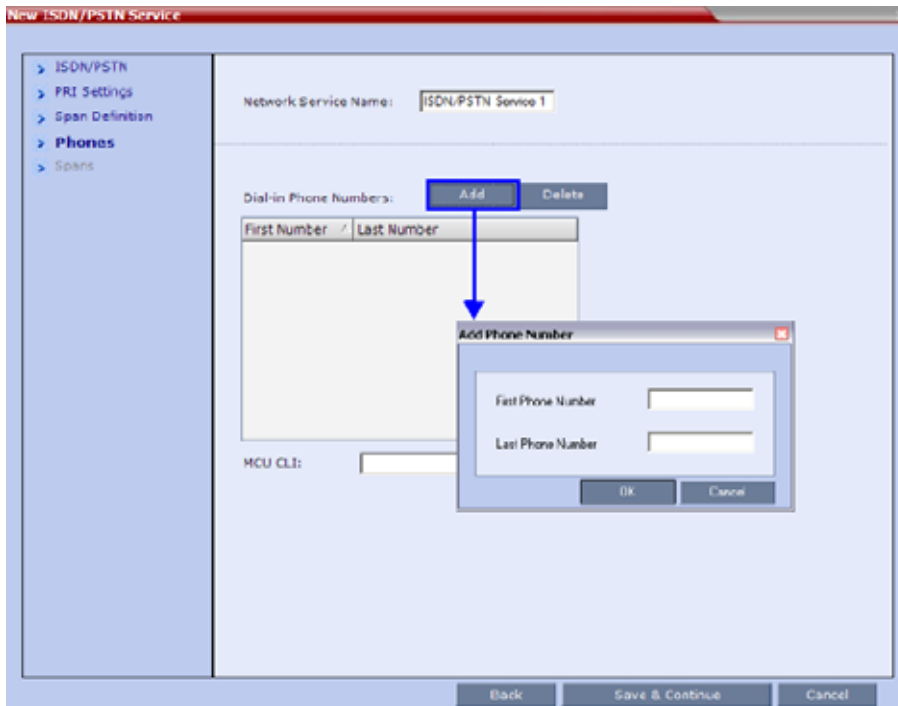 New ISDN/PSTN Service
ISDN/PSTN
PRI Settings
Span Definition
Phones
Spans
Network Service Name: ISDN/PSTN Service 1
Dial-in Phone Numbers: Add Delete
First Number Last Number
Add Phone Number
First Phone Number
Last Phone Number
OK Cancel
MCU CLI:
Back Save & Continue Cancel